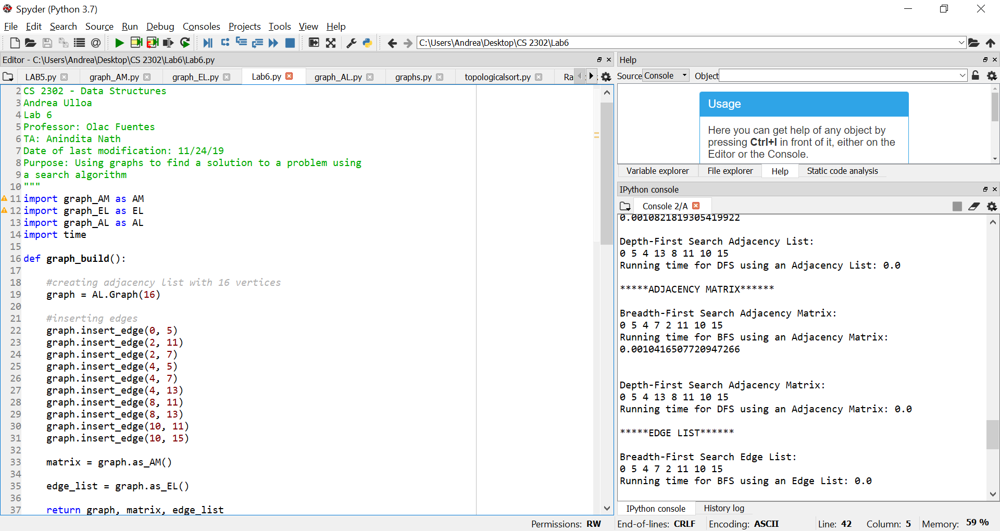 Spyder (Python 3.7)
File Edit Search Source Run Debug Consoles Projects Tools View Help
C:\Users\Andrea\Desktop\CS 2302\Lab6
Editor - C:\Users\Andrea\Desktop\CS 2302\Lab6\Lab6.py
LAB5.py graph_AM.py graph_EL.py Lab6.py graph_AL.py graphs.py topologicalsort.py Ra
2 CS 2302 - Data Structures
3 Andrea Ulloa
4 Lab 6
5 Professor: Olac Fuentes
6 TA: Anindita Nath
7 Date of last modification: 11/24/19
8 Purpose: Using graphs to find a solution to a problem using
9 a search algorithm
10 """
11 import graph_AM as AM
12 import graph_EL as EL
13 import graph_AL as AL
14 import time
15
16 def graph_build():
17
18     #creating adjacency list with 16 vertices
19     graph = AL.Graph(16)
20
21     #inserting edges
22     graph.insert_edge(0, 5)
23     graph.insert_edge(2, 11)
24     graph.insert_edge(2, 7)
25     graph.insert_edge(4, 5)
26     graph.insert_edge(4, 7)
27     graph.insert_edge(4, 13)
28     graph.insert_edge(8, 11)
29     graph.insert_edge(8, 13)
30     graph.insert_edge(10, 11)
31     graph.insert_edge(10, 15)
32
33     matrix = graph.as_AM()
34
35     edge_list = graph.as_EL()
36
37     return graph, matrix, edge_list
Help
Source Console Object
Usage
Here you can get help of any object by
pressing Ctrl+I in front of it, either on the
Editor or the Console.
Variable explorer File explorer Help Static code analysis
IPython console
Console 2/A
0.0010821819305419922
Depth-First Search Adjacency List:
0 5 4 13 8 11 10 15
Running time for DFS using an Adjacency List: 0.0
*****ADJACENCY MATRIX******
Breadth-First Search Adjacency Matrix:
0 5 4 7 2 11 10 15
Running time for BFS using an Adjacency Matrix:
0.0010416507720947266
Depth-First Search Adjacency Matrix:
0 5 4 13 8 11 10 15
Running time for DFS using an Adjacency Matrix: 0.0
*****EDGE LIST******
Breadth-First Search Edge List:
0 5 4 7 2 11 10 15
Running time for BFS using an Edge List: 0.0
IPython console History log
Permissions: RW End-of-lines: CRLF Encoding: ASCII Line: 42 Column: 5 Memory: 59 %